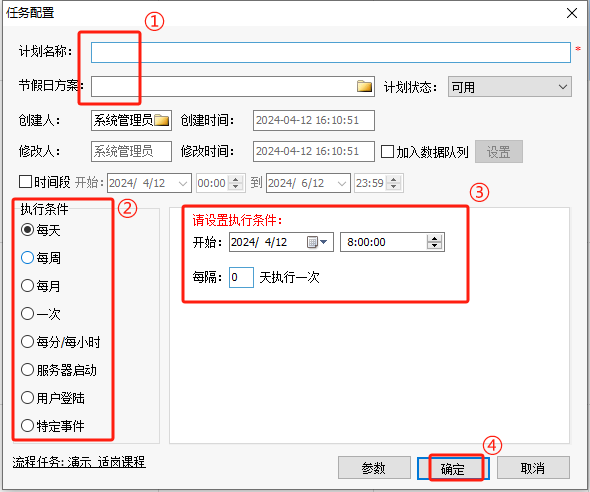 任务配置
①
计划名称： *
节假日方案： 计划状态： 可用
创建人： 系统管理员 创建时间： 2024-04-12 16:10:51
修改人： 系统管理员 修改时间： 2024-04-12 16:10:51 加入数据队列 设置
时间段 开始: 2024/ 4/12 00:00 到 2024/ 6/12 23:59
执行条件 ②
每天
每周
每月
一次
每分/每小时
服务器启动
用户登陆
特定事件
③
请设置执行条件:
开始: 2024/ 4/12 8:00:00
每隔: 0 天执行一次
④
流程任务: 演示_适岗课程
参数 确定 取消